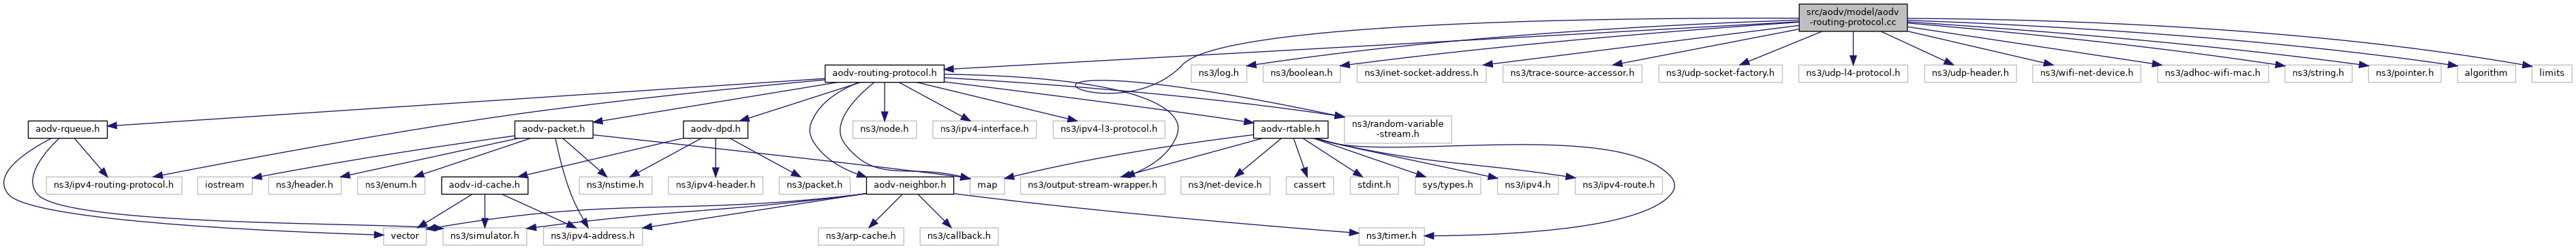 src/aodv/model/aodv
-routing-protocol.cc
aodv-routing-protocol.h
ns3/log.h
ns3/boolean.h
ns3/inet-socket-address.h
ns3/trace-source-accessor.h
ns3/udp-socket-factory.h
ns3/udp-l4-protocol.h
ns3/udp-header.h
ns3/wifi-net-device.h
ns3/adhoc-wifi-mac.h
ns3/string.h
ns3/pointer.h
algorithm
limits
aodv-rqueue.h
aodv-packet.h
aodv-dpd.h
ns3/node.h
ns3/ipv4-interface.h
ns3/ipv4-l3-protocol.h
aodv-rtable.h
ns3/random-variable
-stream.h
ns3/ipv4-routing-protocol.h
iostream
ns3/header.h
ns3/enum.h
aodv-id-cache.h
ns3/nstime.h
ns3/ipv4-header.h
ns3/packet.h
aodv-neighbor.h
map
ns3/output-stream-wrapper.h
ns3/net-device.h
cassert
stdint.h
sys/types.h
ns3/ipv4.h
ns3/ipv4-route.h
vector
ns3/simulator.h
ns3/ipv4-address.h
ns3/arp-cache.h
ns3/callback.h
ns3/timer.h